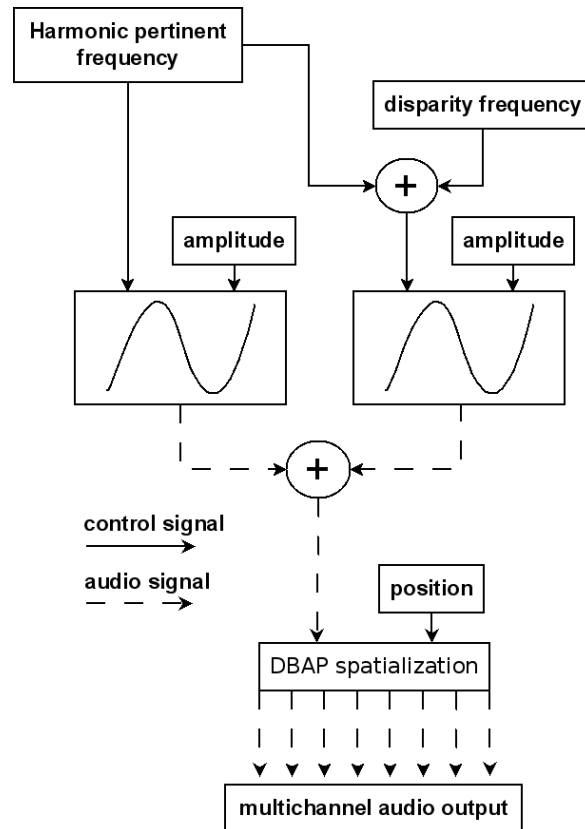 Harmonic pertinent
frequency
disparity frequency
+
amplitude
amplitude
+
control signal
audio signal
position
DBAP spatialization
multichannel audio output